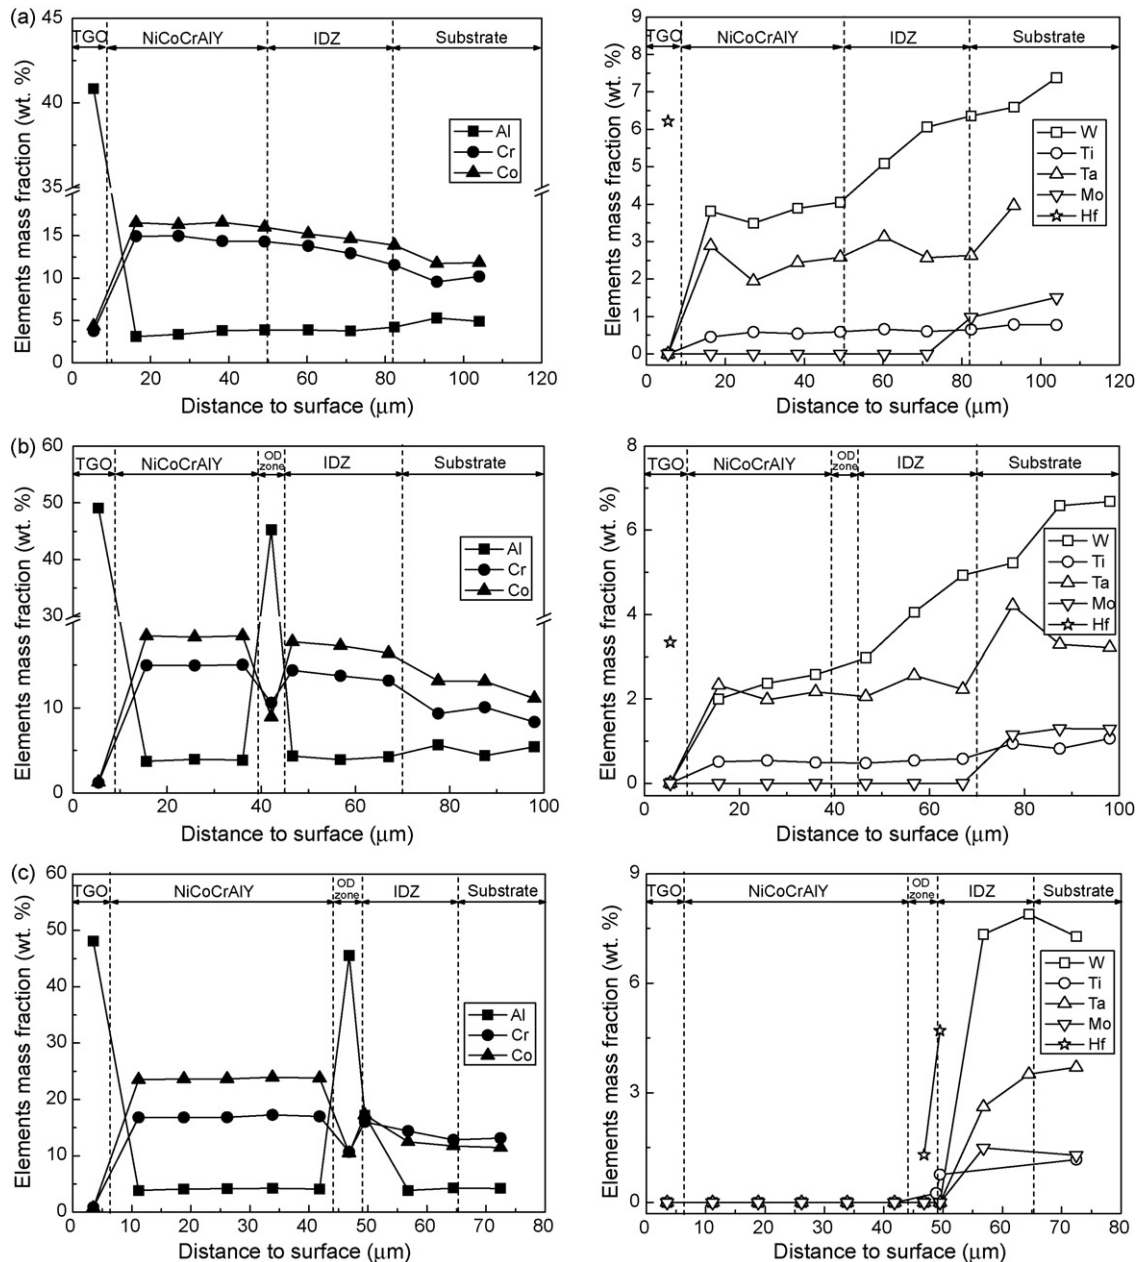 (a)
45
40
35
15
10
5
0
TGO
NiCoCrAlY
IDZ
Substrate
Al
Cr
Co
0 20 40 60 80 100 120
Distance to surface (μm)
Elements mass fraction (wt. %)
9
8
7
6
5
4
3
2
1
0
TGO
NiCoCrAlY
IDZ
Substrate
W
Ti
Ta
Mo
Hf
0 20 40 60 80 100 120
Distance to surface (μm)
Elements mass fraction (wt. %)
(b)
60
50
40
30
10
0
TGO
NiCoCrAlY
OD
zone
IDZ
Substrate
Al
Cr
Co
0 20 40 60 80 100
Distance to surface (μm)
Elements mass fraction (wt. %)
8
6
4
2
0
TGO
NiCoCrAlY
OD
zone
IDZ
Substrate
W
Ti
Ta
Mo
Hf
0 20 40 60 80 100
Distance to surface (μm)
Elements mass fraction (wt. %)
(c)
60
50
40
30
20
10
0
TGO
NiCoCrAlY
OD
zone
IDZ
Substrate
Al
Cr
Co
0 10 20 30 40 50 60 70 80
Distance to surface (μm)
Elements mass fraction (wt. %)
9
6
3
0
TGO
NiCoCrAlY
OD
zone
IDZ
Substrate
W
Ti
Ta
Mo
Hf
0 10 20 30 40 50 60 70 80
Distance to surface (μm)
Elements mass fraction (wt. %)